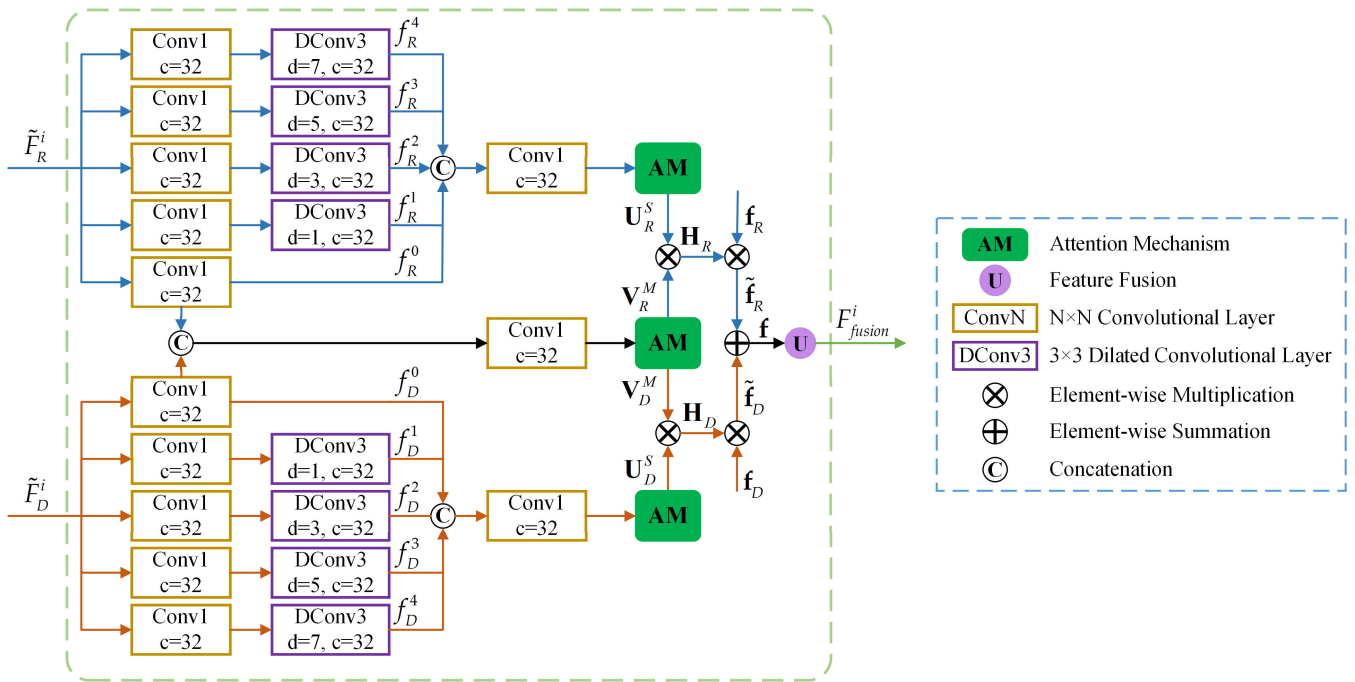 Conv1
c=32
DConv3
d=7, c=32
f_R^4
Conv1
c=32
DConv3
d=5, c=32
f_R^3
F̃_R^i
Conv1
c=32
DConv3
d=3, c=32
f_R^2
C
Conv1
c=32
AM
Conv1
c=32
DConv3
d=1, c=32
f_R^1
U_R^S
H_R
f_R
Conv1
c=32
f_R^0
V_R^M
f̃_R
C
Conv1
c=32
AM
f
U
F_fusion^i
Conv1
c=32
f_D^0
V_D^M
H_D
f̃_D
Conv1
c=32
DConv3
d=1, c=32
f_D^1
U_D^S
f_D
F̃_D^i
Conv1
c=32
DConv3
d=3, c=32
f_D^2
C
Conv1
c=32
AM
Conv1
c=32
DConv3
d=5, c=32
f_D^3
Conv1
c=32
DConv3
d=7, c=32
f_D^4
AM Attention Mechanism
U Feature Fusion
ConvN N×N Convolutional Layer
DConv3 3×3 Dilated Convolutional Layer
Element-wise Multiplication
Element-wise Summation
C Concatenation